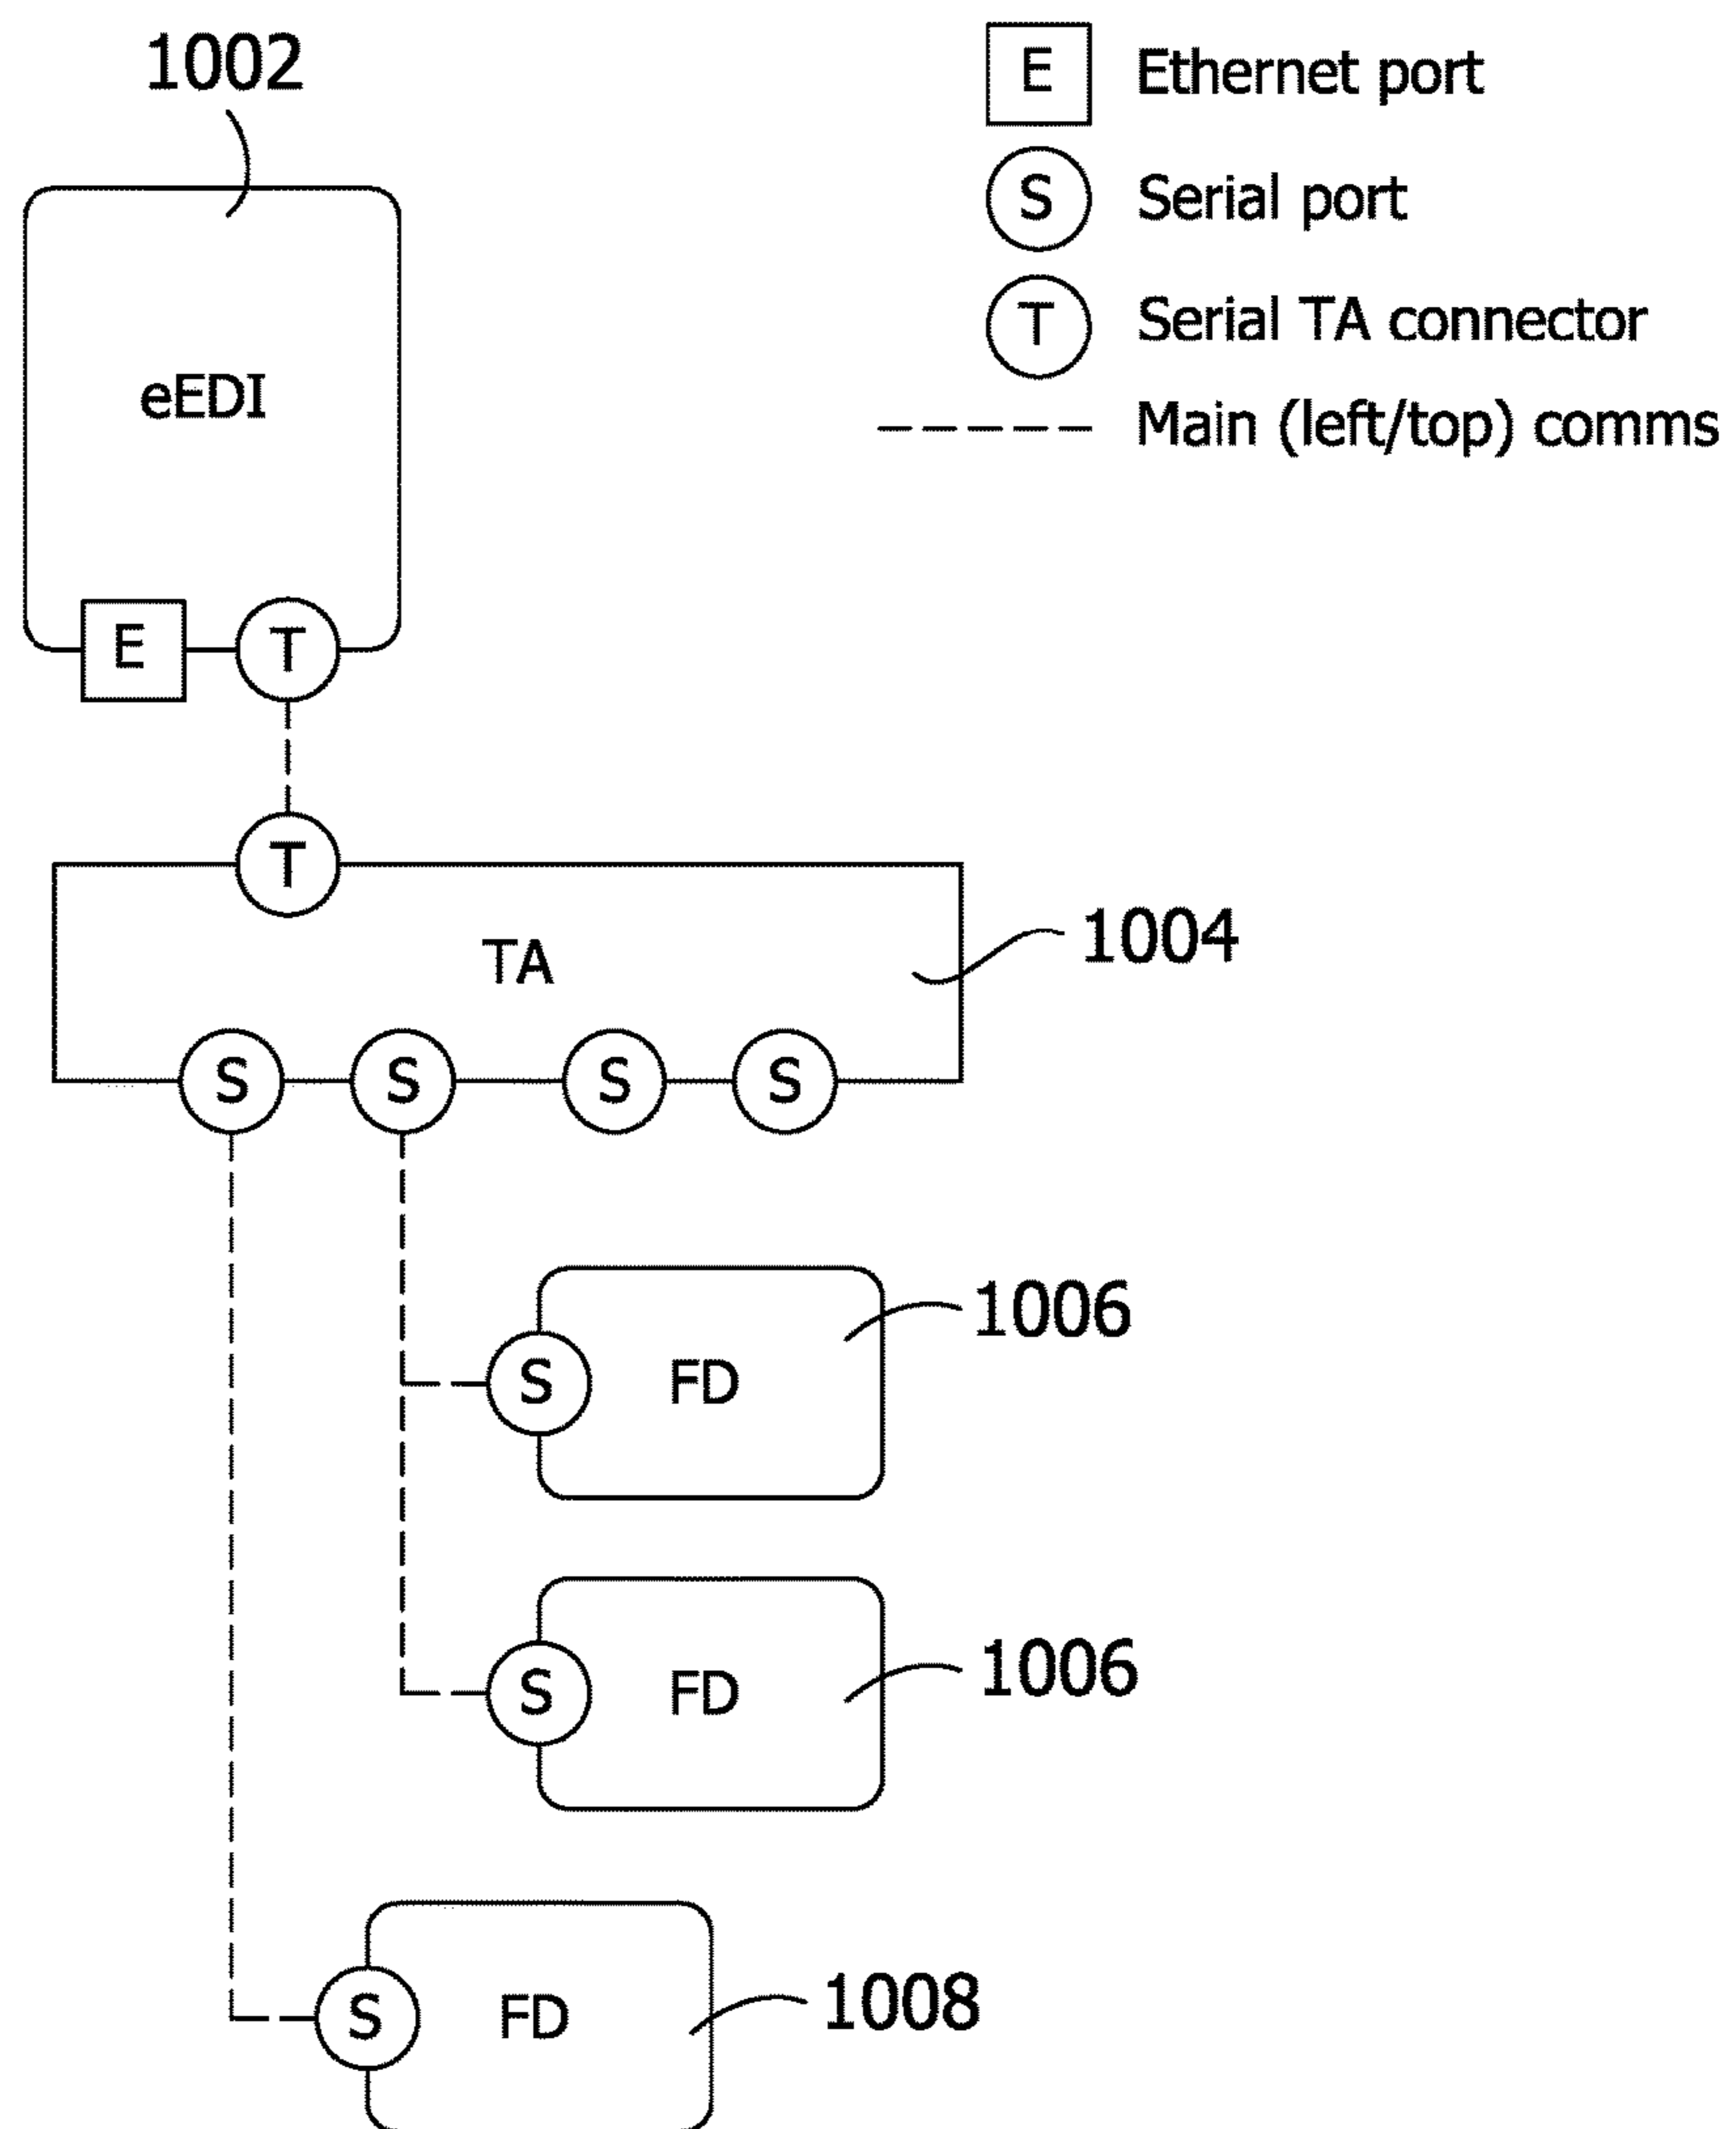 1002
E Ethernet port
S Serial port
T Serial TA connector
Main (left/top) comms
eEDI
E T
T
TA
1004
S S S S
1006
S FD
1006
S FD
1008
S FD